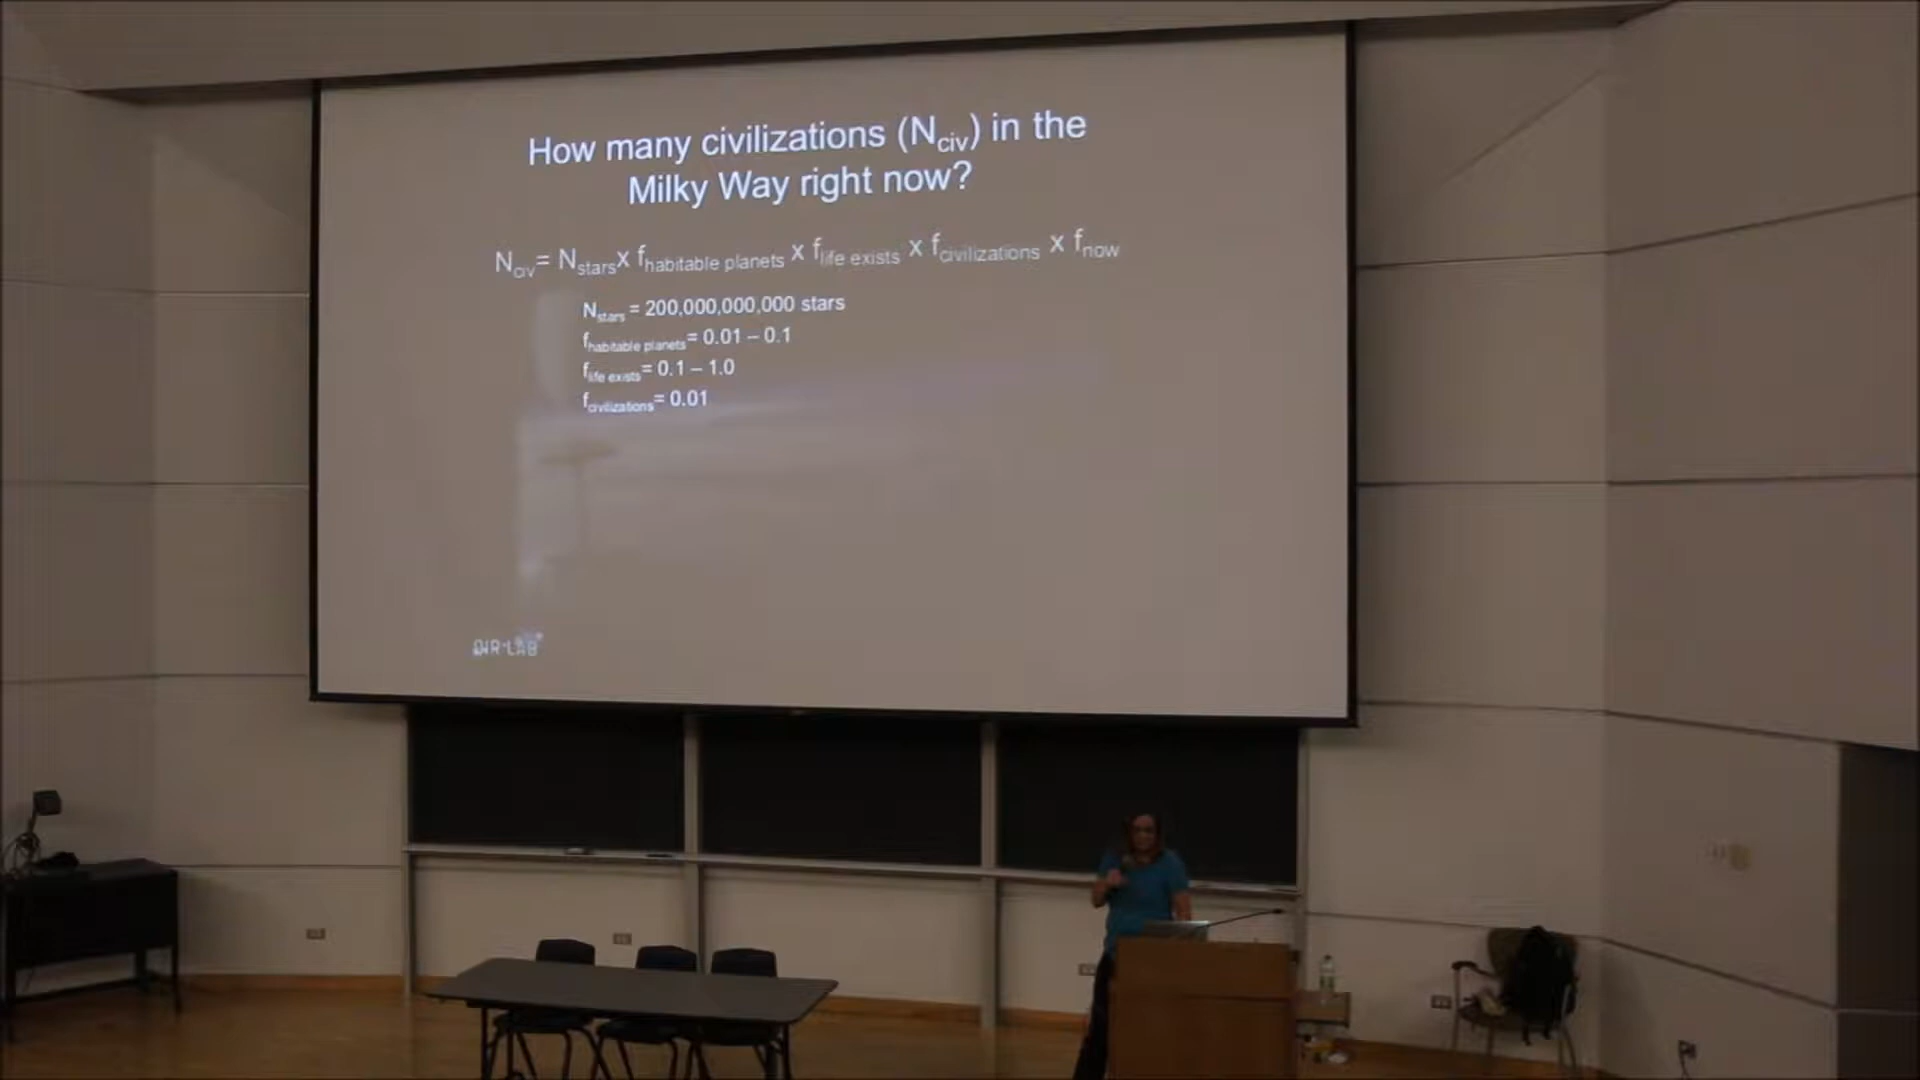 How many civilizations (Nciv) in the
Milky Way right now?
Nciv= Nstarsx fhabitable planets x flife exists x fcivilizations x fnow
Nstars = 200,000,000,000 stars
fhabitable planets= 0.01 – 0.1
flife exists= 0.1 – 1.0
fcivilizations= 0.01